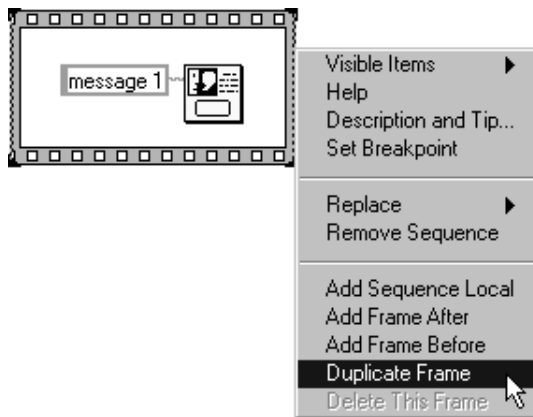 message 1
Visible Items
Help
Description and Tip...
Set Breakpoint
Replace
Remove Sequence
Add Sequence Local
Add Frame After
Add Frame Before
Duplicate Frame
Delete This Frame